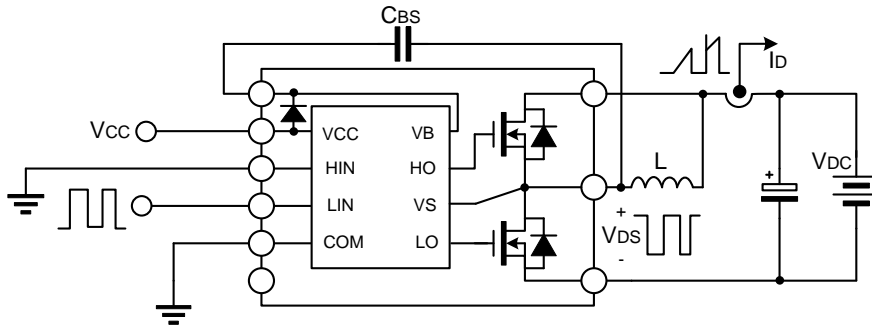 CBS
ID
VCC
VCC
VB
HIN
HO
L
VDC
+
LIN
VS
+
VDS
-
COM
LO